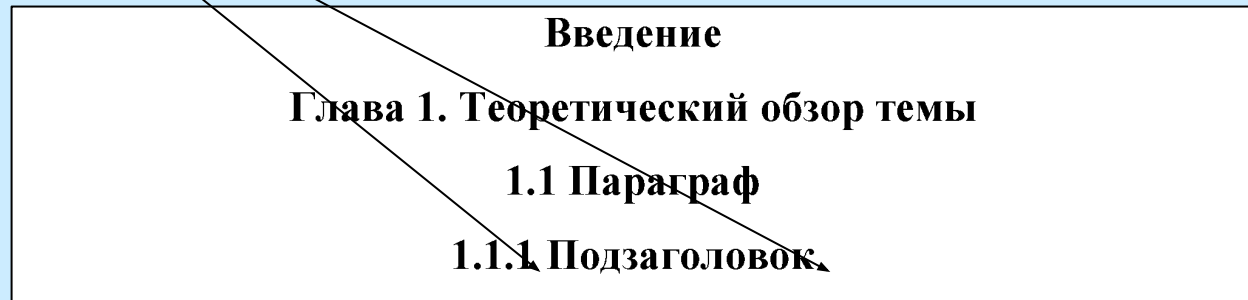 Введение
Глава 1. Теоретический обзор темы
1.1 Параграф
1.1.1 Подзаголовок